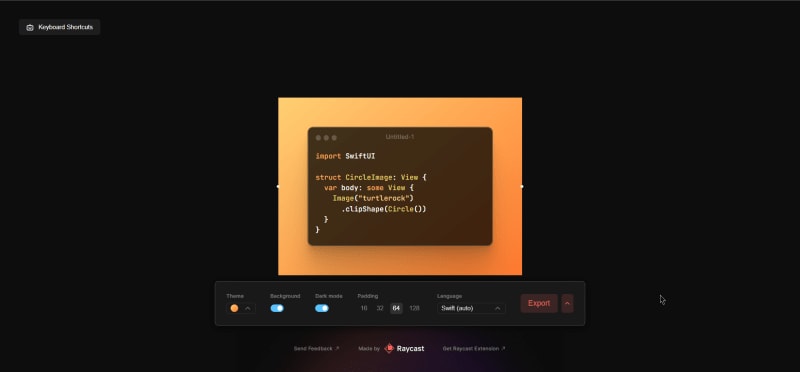 Keyboard Shortcuts
Untitled-1
import SwiftUI
struct CircleImage: View {
  var body: some View {
    Image("turtlerock")
      .clipShape(Circle())
  }
}
Theme Background Dark mode Padding Language
16 32 64 128 Swift (auto) Export
Send Feedback ↗ Made by Raycast Get Raycast Extension ↗